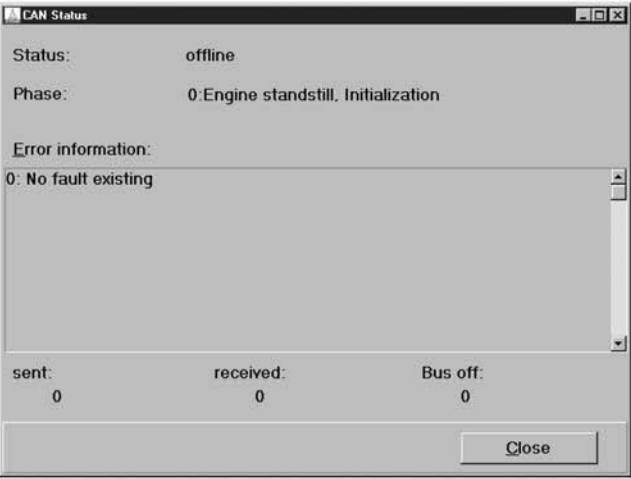 CAN Status
Status: offline
Phase: 0:Engine standstill, Initialization
Error information:
0: No fault existing
sent: received: Bus off:
0 0 0
Close